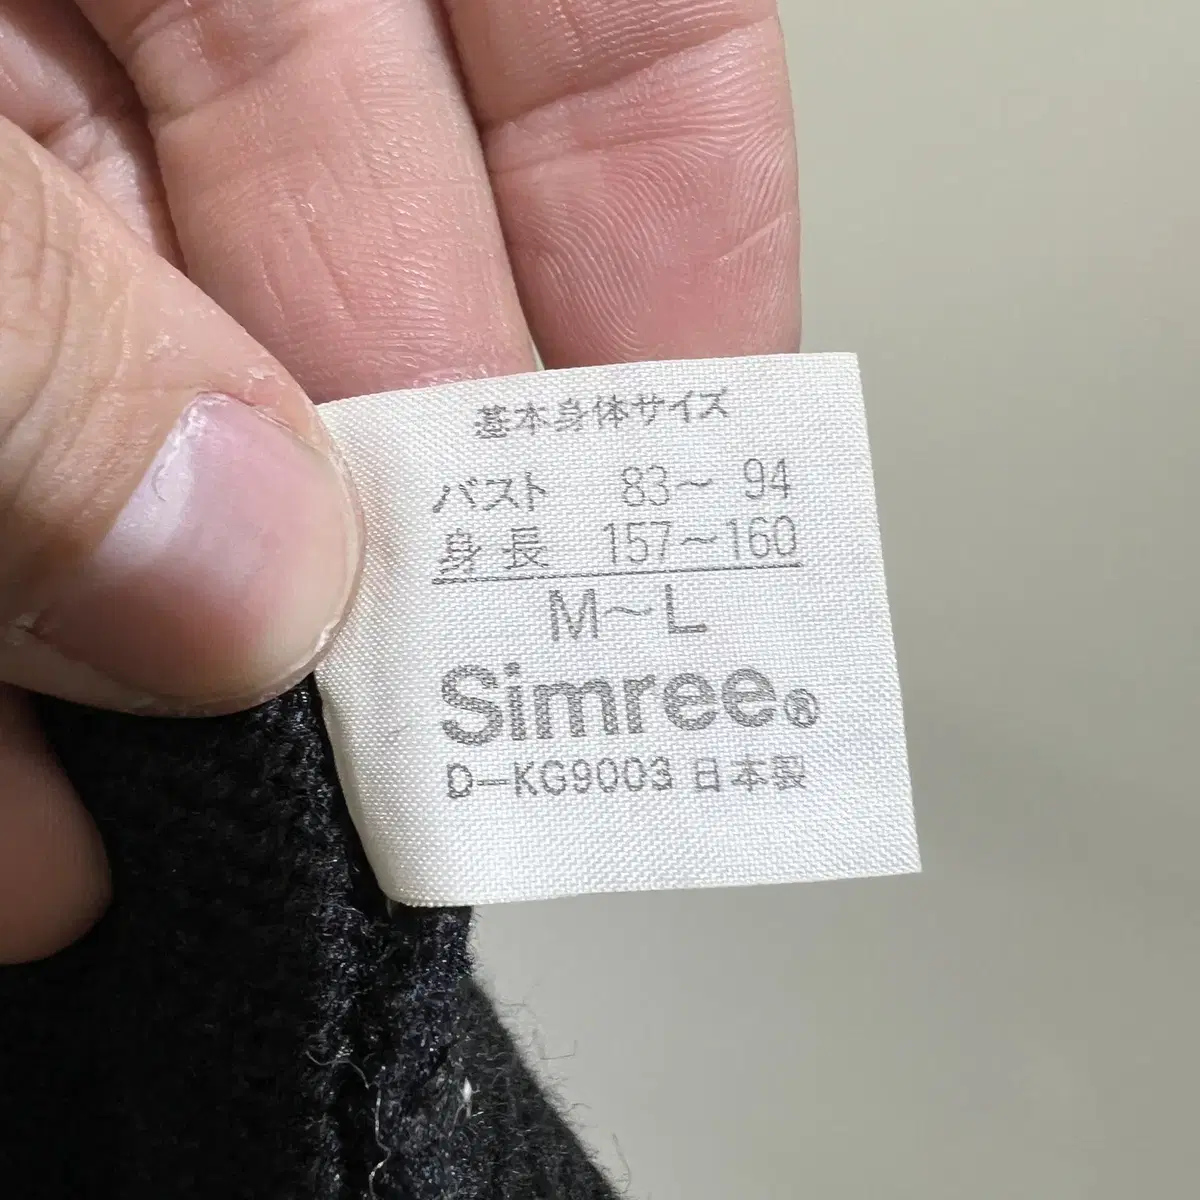 基本身体サイズ
バスト 83～94
身長 157～160
M～L
Simree®
D-KG9003 日本製